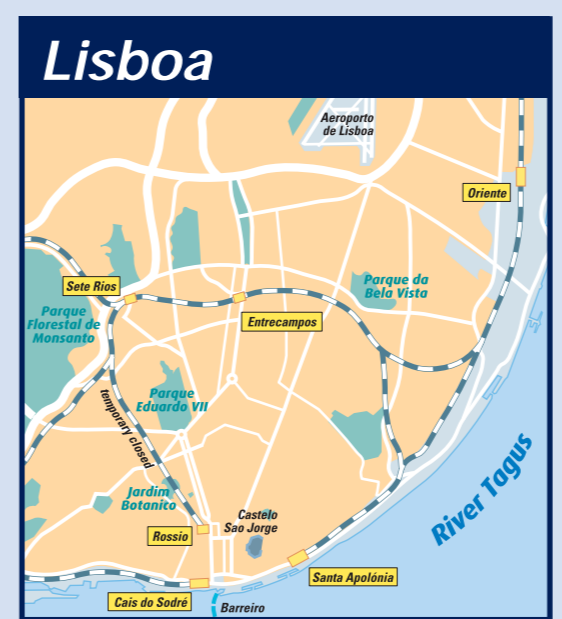 Lisboa
Aeroporto
de Lisboa
Oriente
Sete Rios
Parque da
Bela Vista
Parque
Florestal de
Monsanto
Entrecampos
Parque
Eduardo VII
temporary closed
River Tagus
Jardim
Botanico
Castelo
Sao Jorge
Rossio
Santa Apolónia
Cais do Sodré
Barreiro